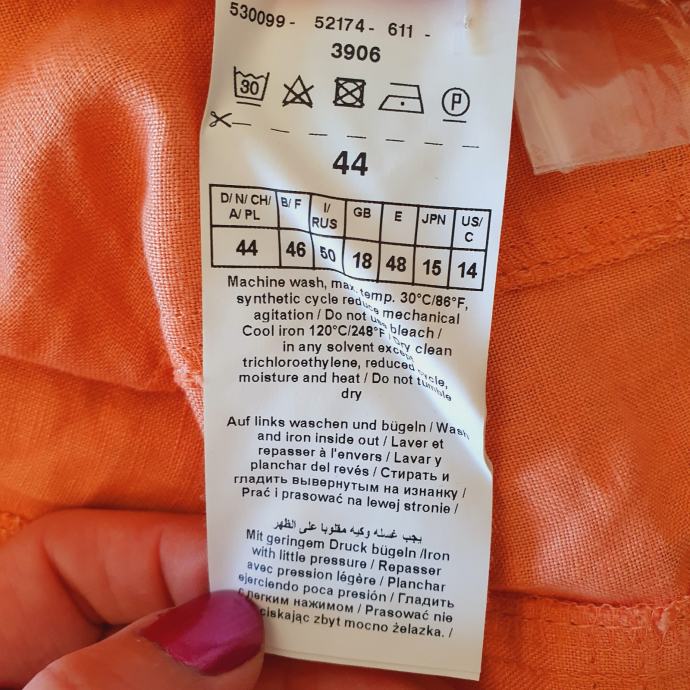 530099 - 52174 - 611 -
3906
30 P
44
D/ N/ CH/ A/ PL B/ F I/ RUS GB E JPN US/ C
44 46 50 18 48 15 14
Machine wash, max. temp. 30°C/86°F,
synthetic cycle reduce mechanical
agitation / Do not use bleach /
Cool iron 120°C/248°F / Dry clean
in any solvent except
trichloroethylene, reduced cycle,
moisture and heat / Do not tumble
dry
Auf links waschen und bügeln / Wash
and iron inside out / Laver et
repasser à l'envers / Lavar y
planchar del revés / Стирать и
гладить вывернутым на изнанку /
Prać i prasować na lewej stronie /
يجب غسله وكيه مقلوبا على الظهر/
Mit geringem Druck bügeln /Iron
with little pressure / Repasser
avec pression légère / Planchar
ejerciendo poca presión / Гладить
с легким нажимом / Prasować nie
zbyt mocno żelazka. /